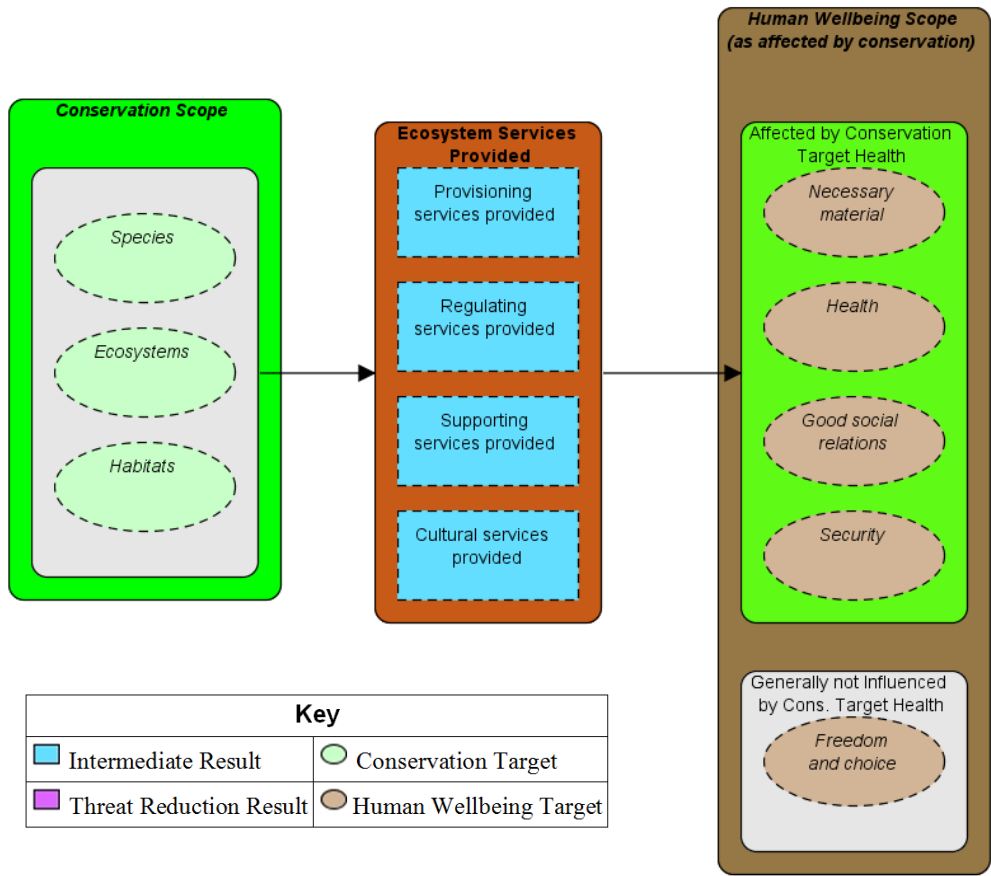 Conservation Scope
Species
Ecosystems
Habitats
Ecosystem Services
Provided
Provisioning
services provided
Regulating
services provided
Supporting
services provided
Cultural services
provided
Human Wellbeing Scope
(as affected by conservation)
Affected by Conservation
Target Health
Necessary
material
Health
Good social
relations
Security
Generally not Influenced
by Cons. Target Health
Freedom
and choice
Key
Intermediate Result
Conservation Target
Threat Reduction Result
Human Wellbeing Target